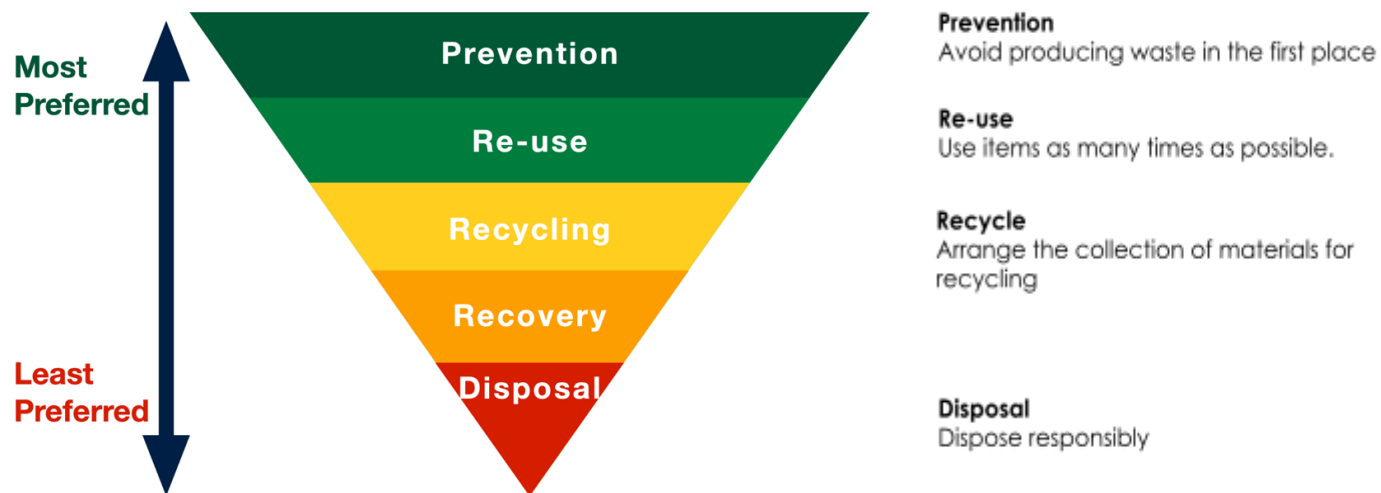 Most
Preferred
Least
Preferred
Prevention
Re-use
Recycling
Recovery
Disposal
Prevention
Avoid producing waste in the first place
Re-use
Use items as many times as possible.
Recycle
Arrange the collection of materials for
recycling
Disposal
Dispose responsibly